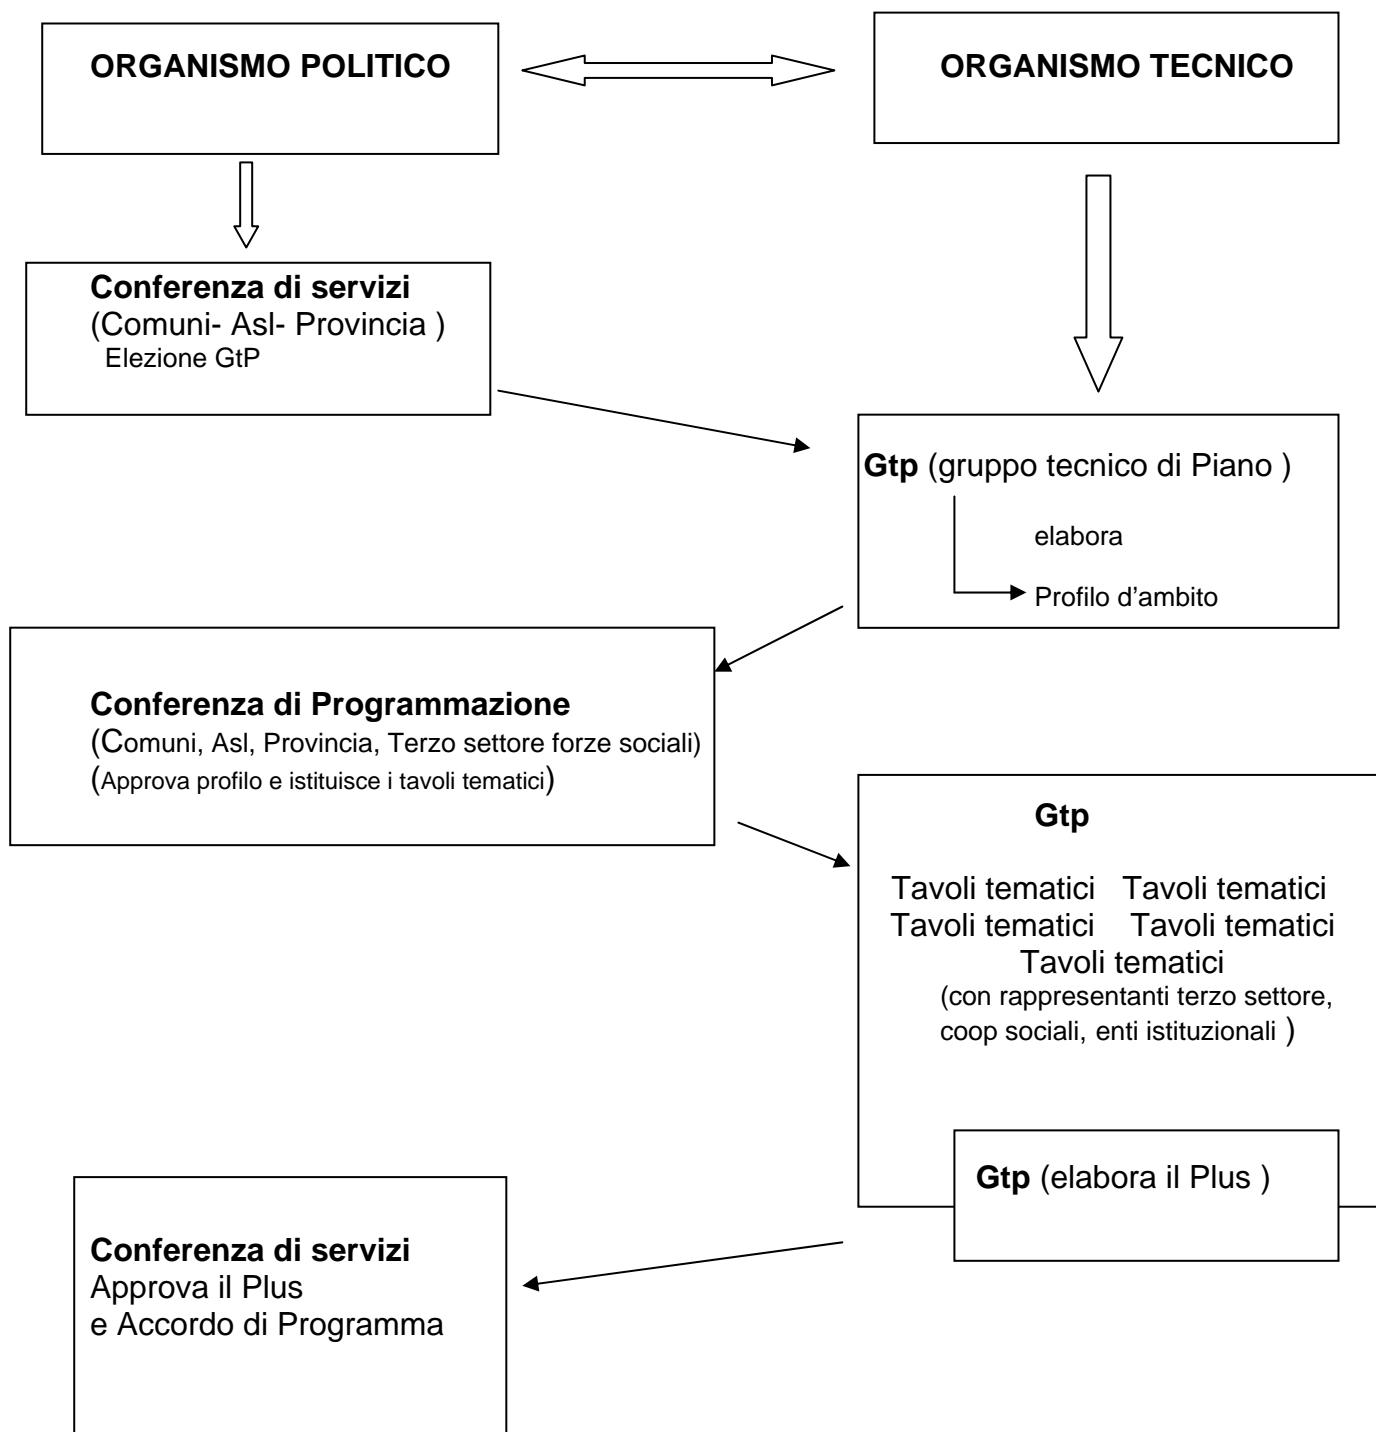 ORGANISMO POLITICO
ORGANISMO TECNICO
Conferenza di servizi
(Comuni- Asl- Provincia )
Elezione GtP
Gtp (gruppo tecnico di Piano )
elabora
Profilo d’ambito
Conferenza di Programmazione
(Comuni, Asl, Provincia, Terzo settore forze sociali)
(Approva profilo e istituisce i tavoli tematici)
Gtp
Tavoli tematici Tavoli tematici
Tavoli tematici Tavoli tematici
Tavoli tematici
(con rappresentanti terzo settore,
coop sociali, enti istituzionali )
Gtp (elabora il Plus )
Conferenza di servizi
Approva il Plus
e Accordo di Programma